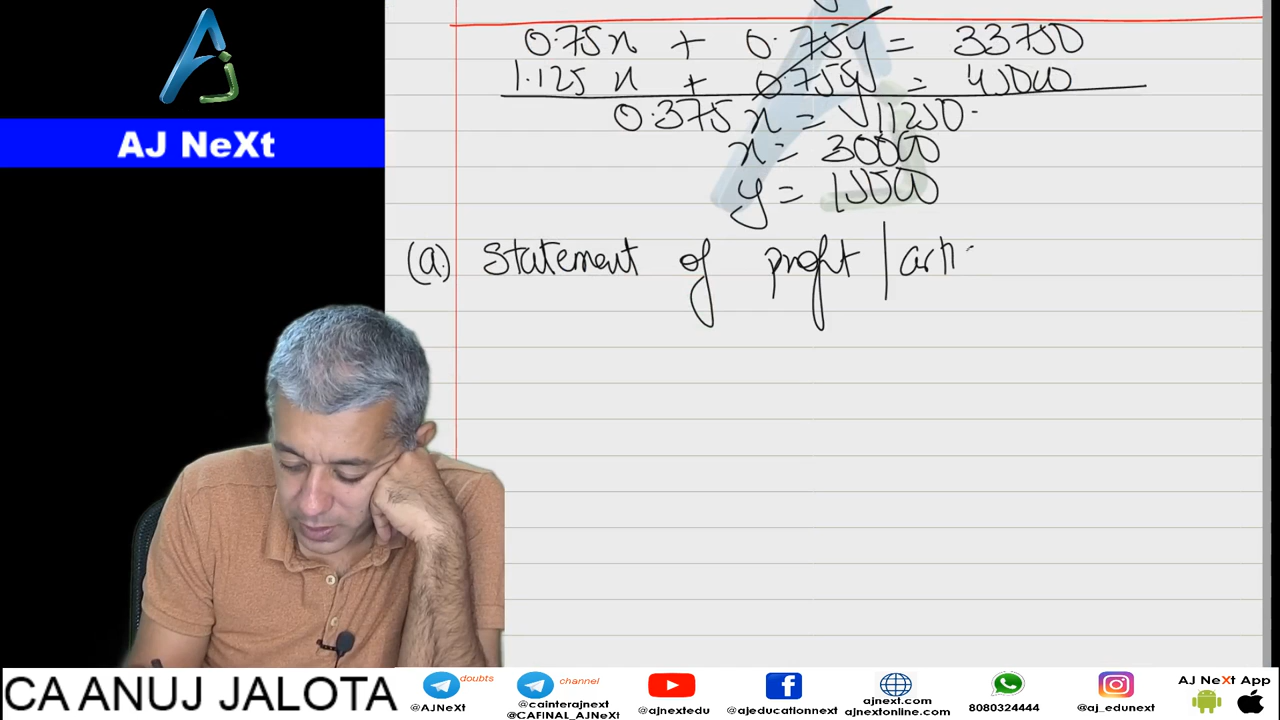 AJ NeXt
0.75x + 0.75y = 33750
1.125x + 0.75y = 45000
0.375x = 11250
x = 30000
y = 15000
(a) Statement of profit |
CA ANUJ JALOTA
doubts
@AJNeXt
channel
@cainterajnext
@CAFINAL_AJNeXt
@ajnextedu
@ajeducationnext
ajnext.com
ajnextonline.com
8080324444
@aj_edunext
AJ NeXt App